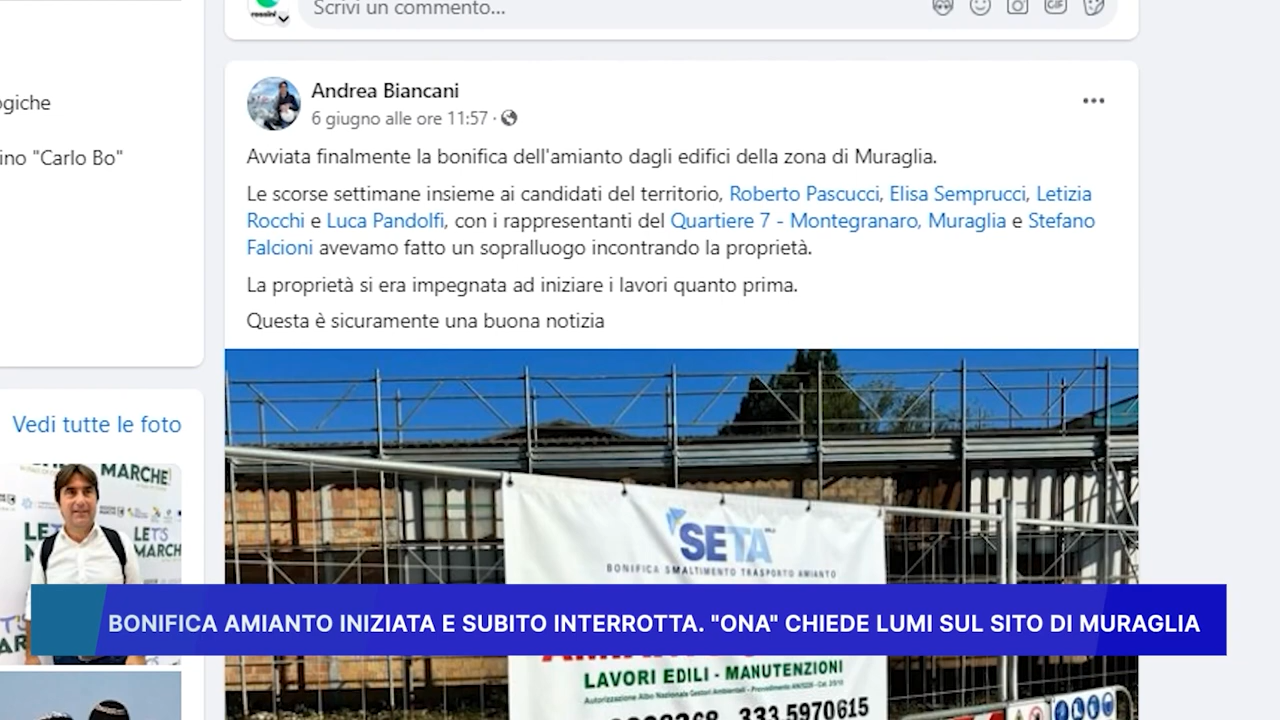 Scrivi un commento...
GIF
rossini
Andrea Biancani
6 giugno alle ore 11:57 ·
Avviata finalmente la bonifica dell'amianto dagli edifici della zona di Muraglia.
Le scorse settimane insieme ai candidati del territorio, Roberto Pascucci, Elisa Semprucci, Letizia
Rocchi e Luca Pandolfi, con i rappresentanti del Quartiere 7 - Montegranaro, Muraglia e Stefano
Falcioni avevamo fatto un sopralluogo incontrando la proprietà.
La proprietà si era impegnata ad iniziare i lavori quanto prima.
Questa è sicuramente una buona notizia
ogiche
ino "Carlo Bo"
Vedi tutte le foto
MARCHE!
LET'S
MARCH
SETA
BONIFICA SMALTIMENTO TRASPORTO AMIANTO
BONIFICA AMIANTO INIZIATA E SUBITO INTERROTTA. "ONA" CHIEDE LUMI SUL SITO DI MURAGLIA
LAVORI EDILI - MANUTENZIONI
333.5970615